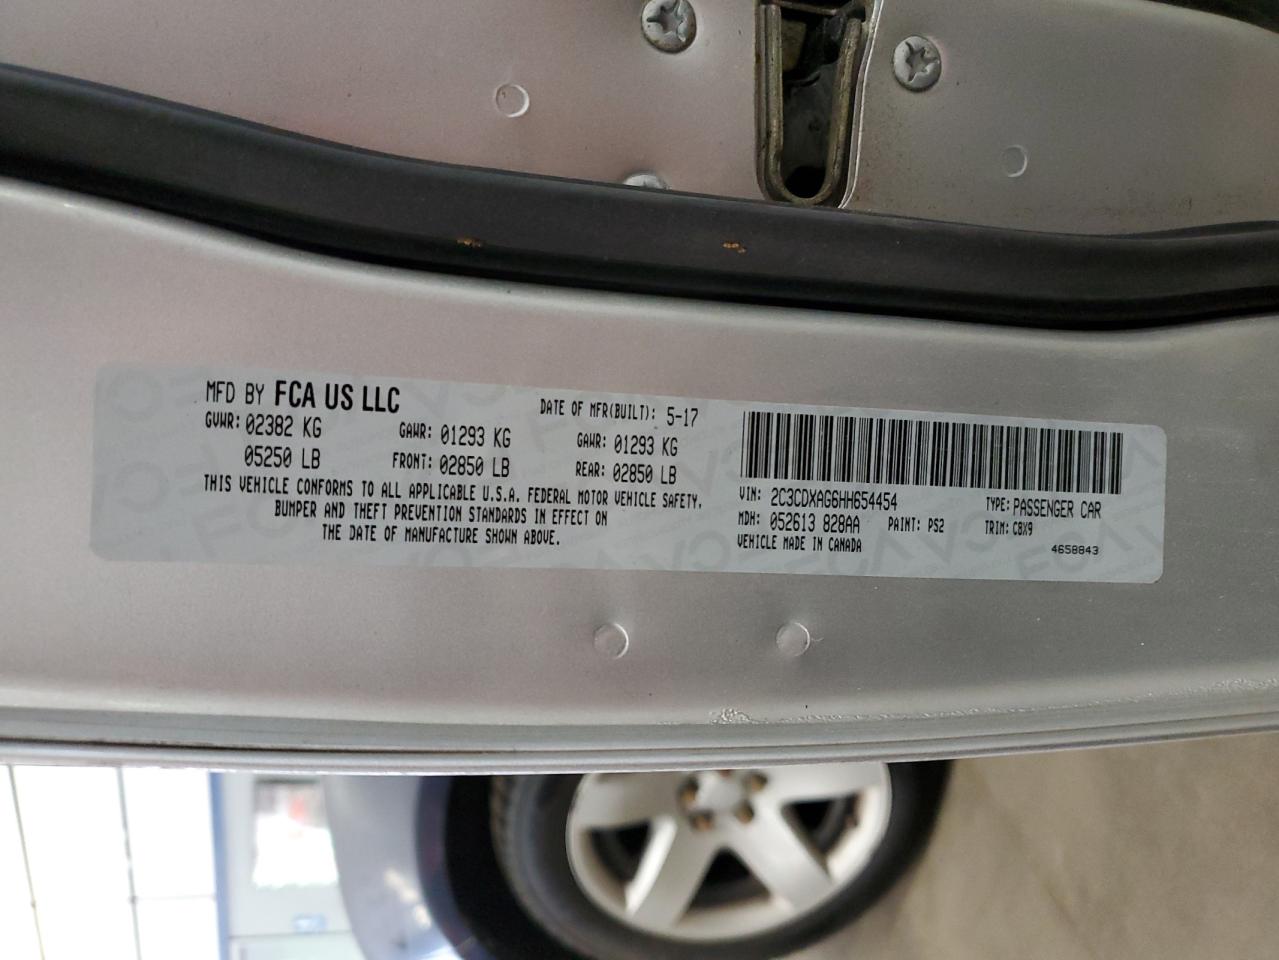 MFD BY FCA US LLC
DATE OF MFR(BUILT): 5-17
GVWR: 02382 KG GAWR: 01293 KG GAWR: 01293 KG
05250 LB FRONT: 02850 LB REAR: 02850 LB
THIS VEHICLE CONFORMS TO ALL APPLICABLE U.S.A. FEDERAL MOTOR VEHICLE SAFETY,
BUMPER AND THEFT PREVENTION STANDARDS IN EFFECT ON
THE DATE OF MANUFACTURE SHOWN ABOVE.
VIN: 2C3CDXAG6HH654454 TYPE: PASSENGER CAR
MDH: 052613 828AA PAINT: PS2 TRIM: CBX9
VEHICLE MADE IN CANADA 4658843